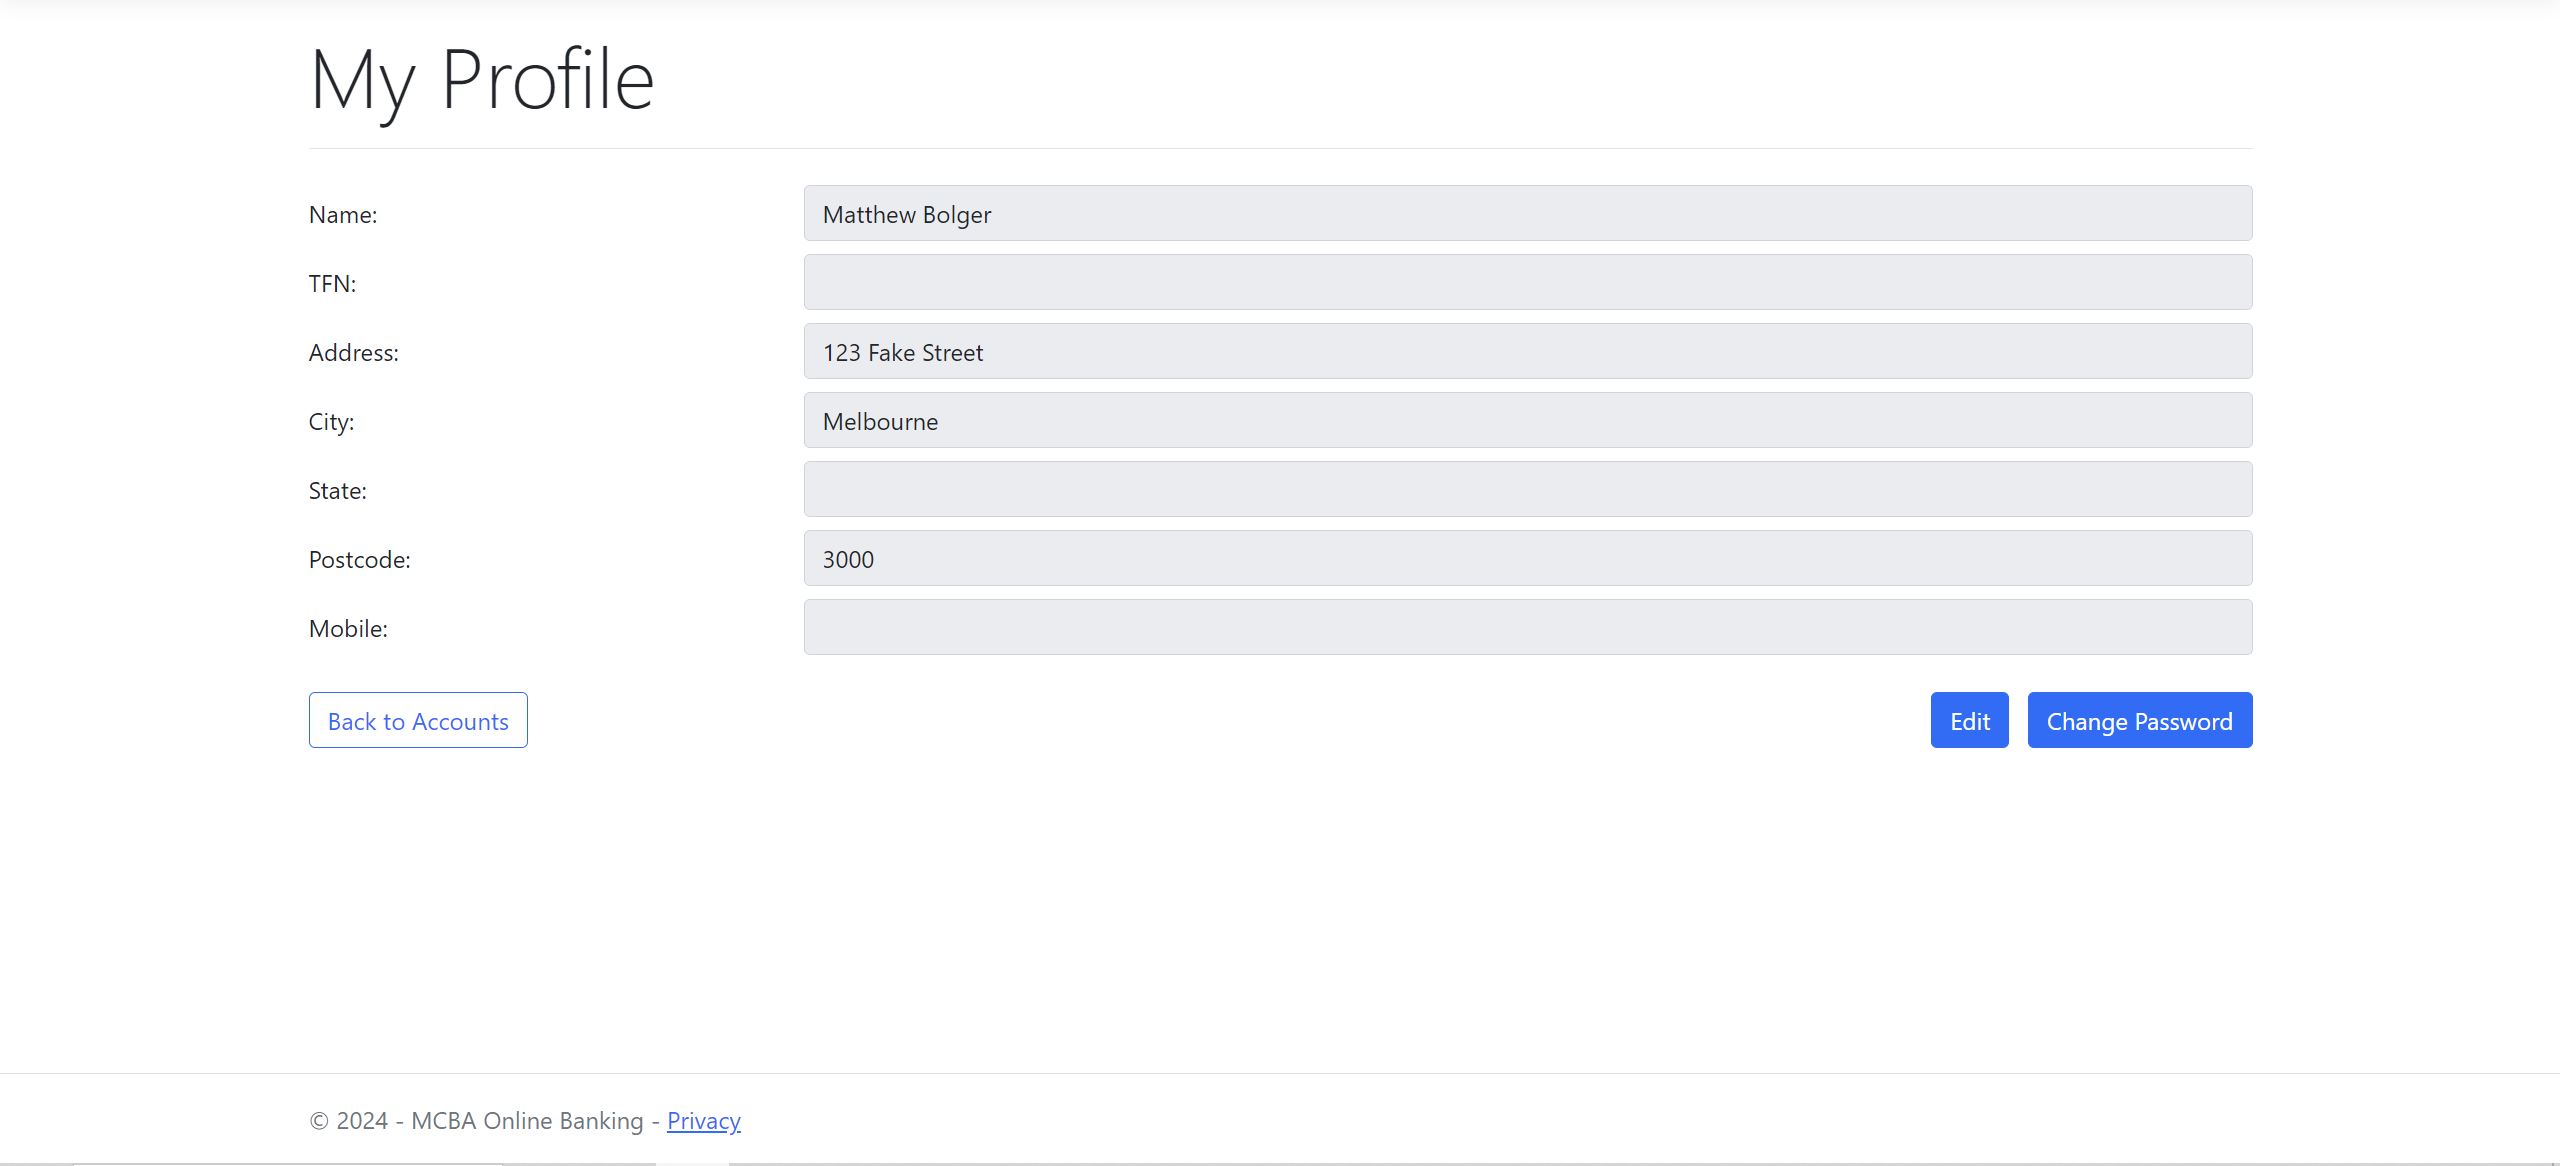 My Profile
Name: Matthew Bolger
TFN:
Address: 123 Fake Street
City: Melbourne
State:
Postcode: 3000
Mobile:
Back to Accounts Edit Change Password
© 2024 - MCBA Online Banking - Privacy